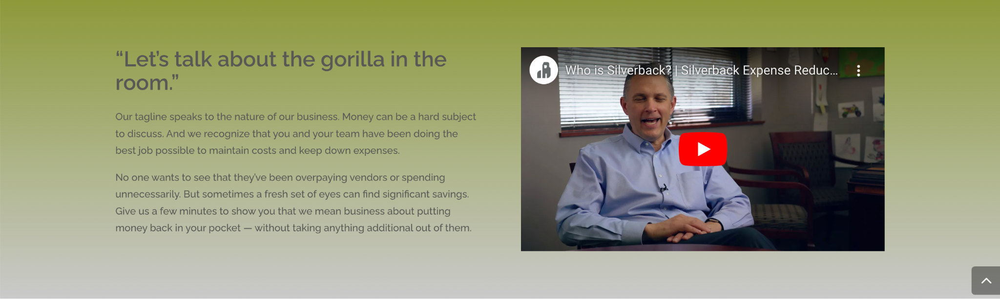 “Let’s talk about the gorilla in the
room.”
Our tagline speaks to the nature of our business. Money can be a hard subject
to discuss. And we recognize that you and your team have been doing the
best job possible to maintain costs and keep down expenses.
No one wants to see that they’ve been overpaying vendors or spending
unnecessarily. But sometimes a fresh set of eyes can find significant savings.
Give us a few minutes to show you that we mean business about putting
money back in your pocket — without taking anything additional out of them.
Who is Silverback? | Silverback Expense Reduc...